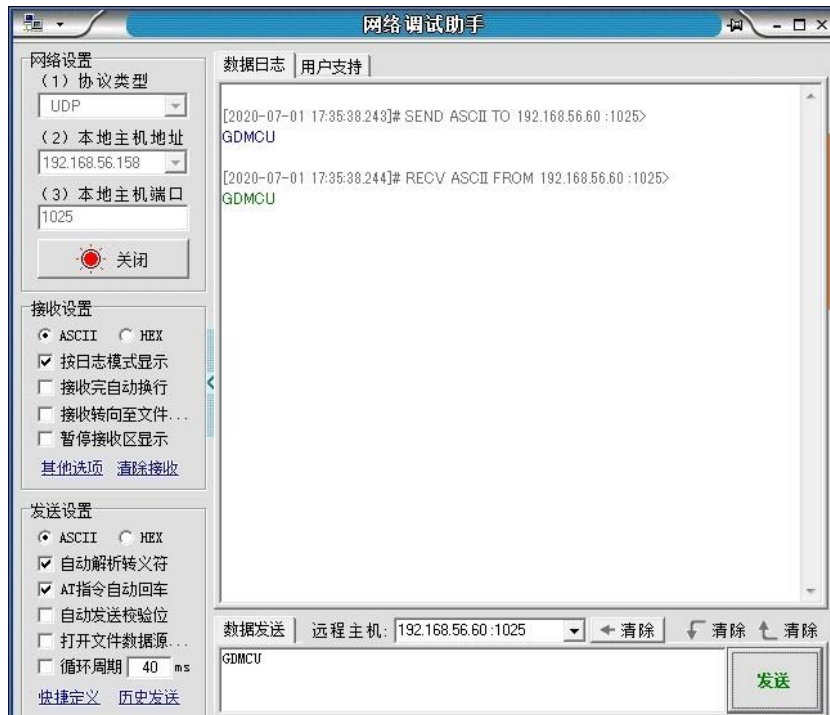 网络调试助手
网络设置
(1) 协议类型
UDP
(2) 本地主机地址
192.168.56.158
(3) 本地主机端口
1025
关闭
接收设置
ASCII HEX
按日志模式显示
接收完自动换行
接收转向至文件...
暂停接收区显示
其他选项 清除接收
发送设置
ASCII HEX
自动解析转义符
AT指令自动回车
自动发送校验位
打开文件数据源...
循环周期 40 ms
快捷定义 历史发送
数据日志 用户支持
[2020-07-01 17:35:38.243]# SEND ASCII TO 192.168.56.60 :1025>
GDMCU
[2020-07-01 17:35:38.244]# RECV ASCII FROM 192.168.56.60 :1025>
GDMCU
数据发送 远程主机: 192.168.56.60 :1025 清除 清除 清除
GDMCU
发送